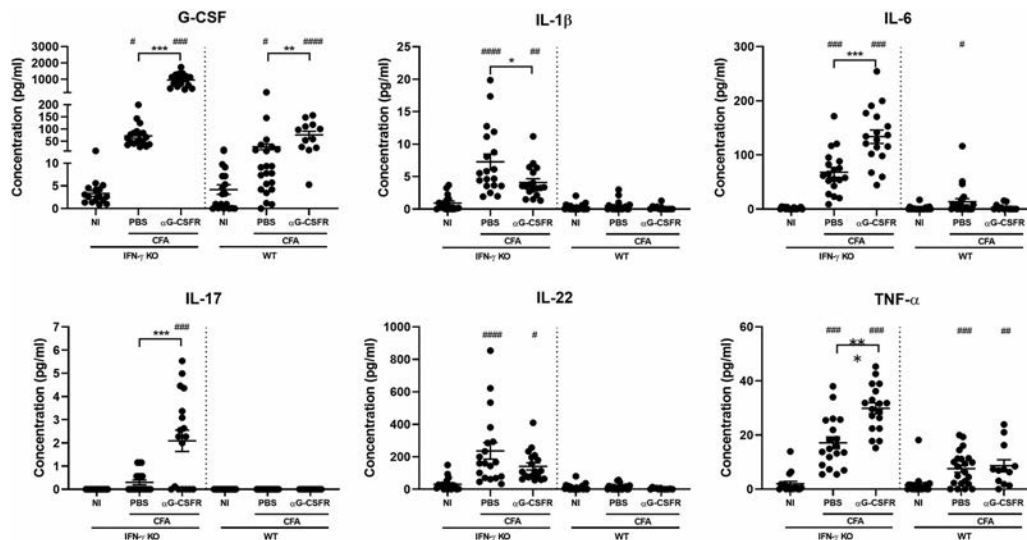 G-CSF
# ### # ####
*** **
Concentration (pg/ml)
3000
2000
1000
200
150
100
50
10
5
0
NI PBS αG-CSFR NI PBS αG-CSFR
CFA CFA
IFN-γ KO WT
IL-1β
#### ##
*
Concentration (pg/ml)
25
20
15
10
5
0
NI PBS αG-CSFR NI PBS αG-CSFR
CFA CFA
IFN-γ KO WT
IL-6
### ### #
***
Concentration (pg/ml)
300
200
100
0
NI PBS αG-CSFR NI PBS αG-CSFR
CFA CFA
IFN-γ KO WT
IL-17
###
***
Concentration (pg/ml)
7
6
5
4
3
2
1
0
NI PBS αG-CSFR NI PBS αG-CSFR
CFA CFA
IFN-γ KO WT
IL-22
#### #
Concentration (pg/ml)
1000
800
600
400
200
0
NI PBS αG-CSFR NI PBS αG-CSFR
CFA CFA
IFN-γ KO WT
TNF-α
### ### ### ##
**
*
Concentration (pg/ml)
60
40
20
0
NI PBS αG-CSFR NI PBS αG-CSFR
CFA CFA
IFN-γ KO WT